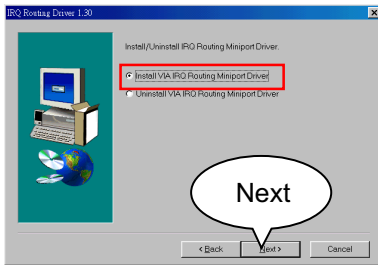 IRQ Routing Driver 1.30
Install/Uninstall IRQ Routing Miniport Driver.
Install VIA IRQ Routing Miniport Driver
Uninstall VIA IRQ Routing Miniport Driver
Next
< Back
Next >
Cancel